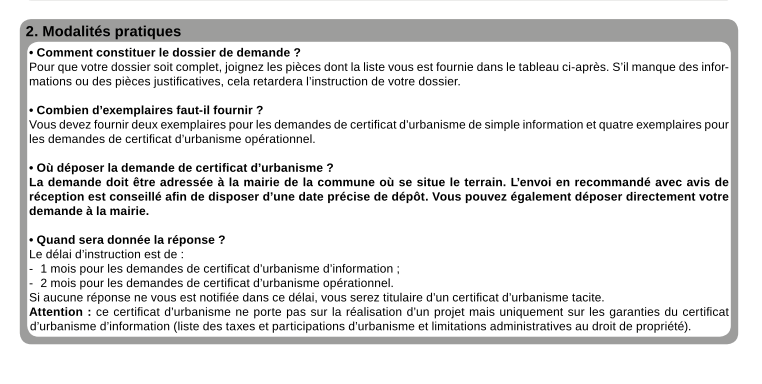 2. Modalités pratiques
• Comment constituer le dossier de demande ?
Pour que votre dossier soit complet, joignez les pièces dont la liste vous est fournie dans le tableau ci-après. S’il manque des infor-
mations ou des pièces justificatives, cela retardera l’instruction de votre dossier.
• Combien d’exemplaires faut-il fournir ?
Vous devez fournir deux exemplaires pour les demandes de certificat d’urbanisme de simple information et quatre exemplaires pour
les demandes de certificat d’urbanisme opérationnel.
• Où déposer la demande de certificat d’urbanisme ?
La demande doit être adressée à la mairie de la commune où se situe le terrain. L’envoi en recommandé avec avis de
réception est conseillé afin de disposer d’une date précise de dépôt. Vous pouvez également déposer directement votre
demande à la mairie.
• Quand sera donnée la réponse ?
Le délai d’instruction est de :
- 1 mois pour les demandes de certificat d’urbanisme d’information ;
- 2 mois pour les demandes de certificat d’urbanisme opérationnel.
Si aucune réponse ne vous est notifiée dans ce délai, vous serez titulaire d’un certificat d’urbanisme tacite.
Attention : ce certificat d’urbanisme ne porte pas sur la réalisation d’un projet mais uniquement sur les garanties du certificat
d’urbanisme d’information (liste des taxes et participations d’urbanisme et limitations administratives au droit de propriété).